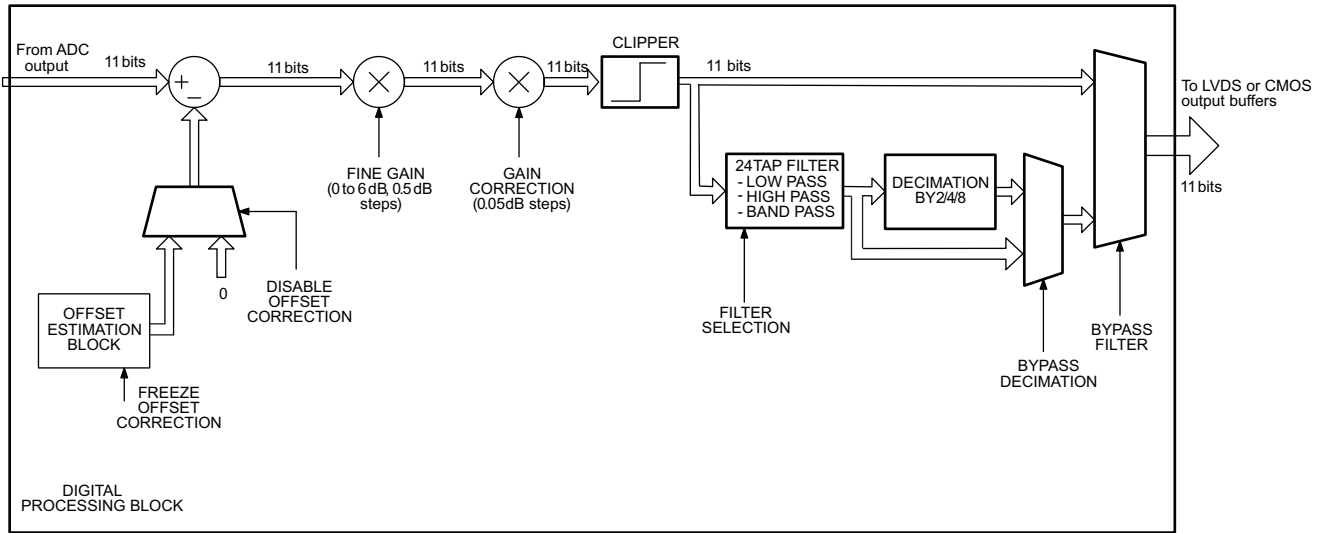 From ADC
output
11 bits
+
−
11 bits
11 bits
11 bits
CLIPPER
11 bits
To LVDS or CMOS
output buffers
11 bits
FINE GAIN
(0 to 6 dB, 0.5 dB
steps)
GAIN
CORRECTION
(0.05dB steps)
24TAP FILTER
- LOW PASS
- HIGH PASS
- BAND PASS
DECIMATION
BY2/4/8
0
DISABLE
OFFSET
CORRECTION
OFFSET
ESTIMATION
BLOCK
FREEZE
OFFSET
CORRECTION
FILTER
SELECTION
BYPASS
DECIMATION
BYPASS
FILTER
DIGITAL
PROCESSING BLOCK